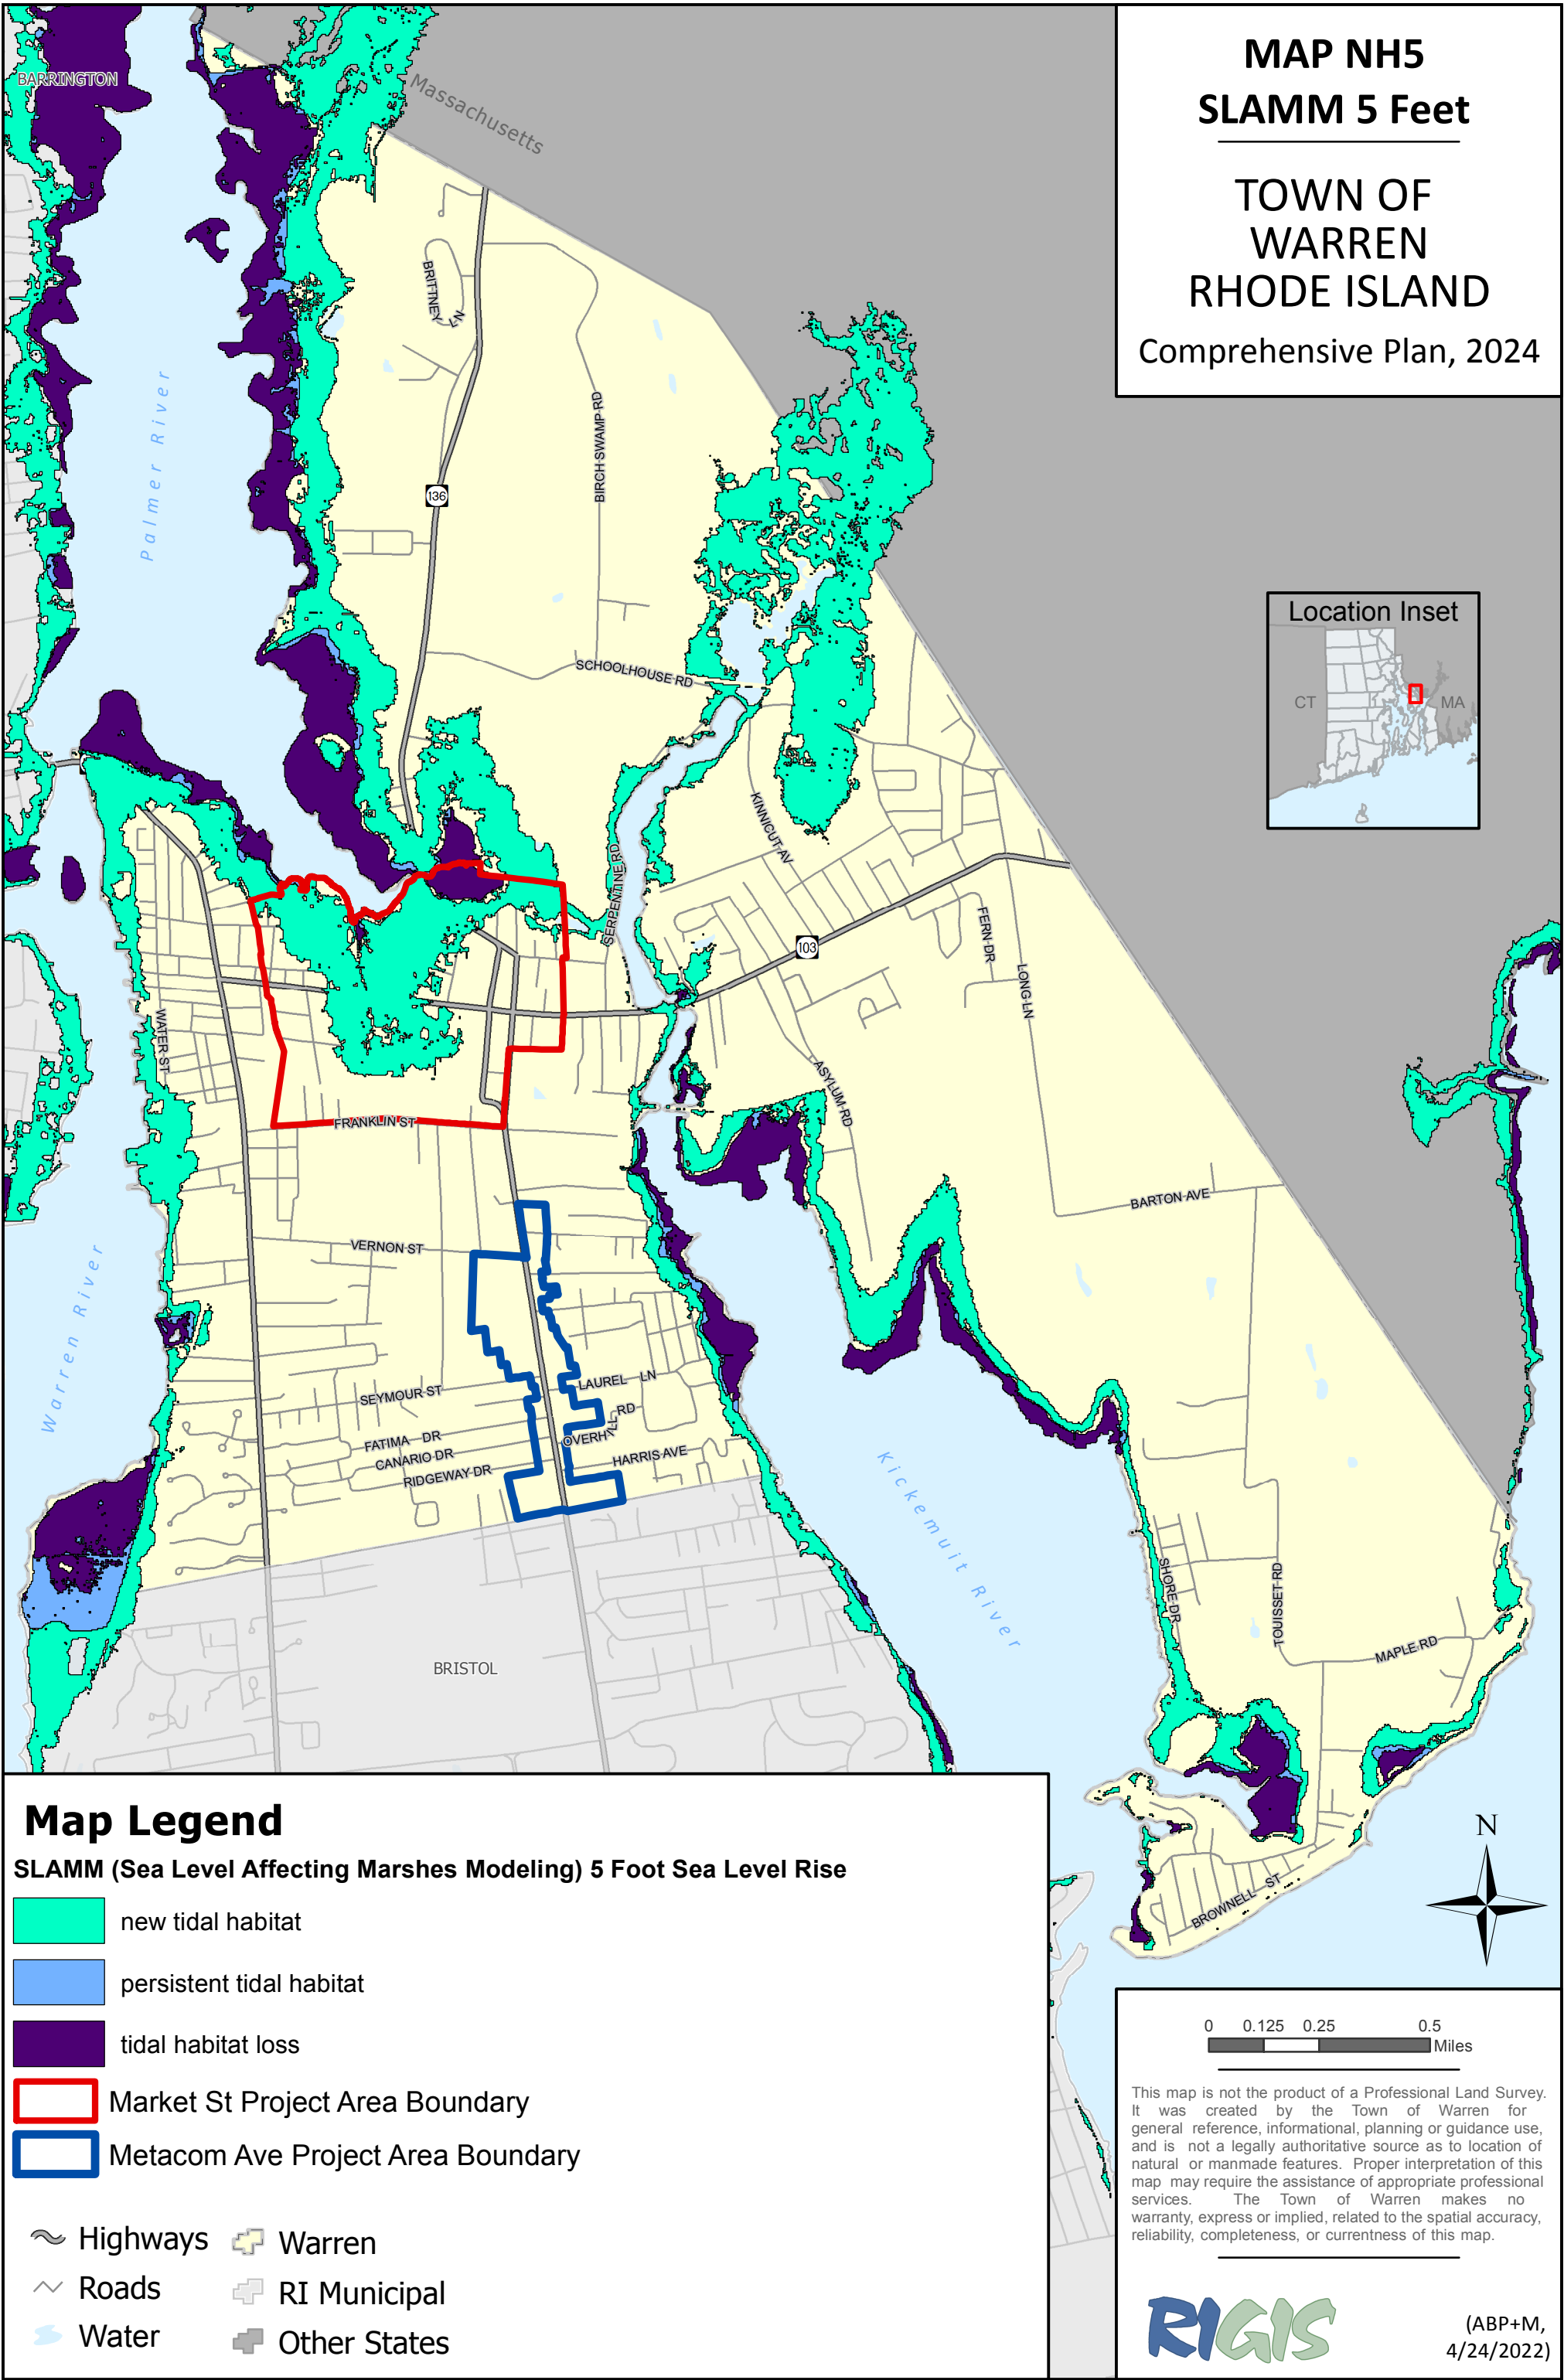 MAP NH5
SLAMM 5 Feet
TOWN OF
WARREN
RHODE ISLAND
Comprehensive Plan, 2024
BARRINGTON
Massachusetts
Palmer River
BRITTNEY LN
BIRCH SWAMP RD
136
SCHOOLHOUSE RD
Location Inset
CT
MA
KINNICUT AV
SERPENTINE RD
103
FERN DR
LONG LN
WATER ST
ASYLUM RD
FRANKLIN ST
BARTON AVE
VERNON ST
Warren River
SEYMOUR ST
LAUREL LN
FATIMA DR
OVERHILL RD
CANARIO DR
HARRIS AVE
RIDGEWAY DR
Kickemuit River
SHORE DR
TOUISSET RD
MAPLE RD
BRISTOL
BROWNELL ST
N
Map Legend
SLAMM (Sea Level Affecting Marshes Modeling) 5 Foot Sea Level Rise
new tidal habitat
persistent tidal habitat
tidal habitat loss
Market St Project Area Boundary
Metacom Ave Project Area Boundary
Highways
Warren
Roads
RI Municipal
Water
Other States
0 0.125 0.25 0.5
Miles
This map is not the product of a Professional Land Survey.
It was created by the Town of Warren for
general reference, informational, planning or guidance use,
and is not a legally authoritative source as to location of
natural or manmade features. Proper interpretation of this
map may require the assistance of appropriate professional
services. The Town of Warren makes no
warranty, express or implied, related to the spatial accuracy,
reliability, completeness, or currentness of this map.
RIGIS
(ABP+M,
4/24/2022)